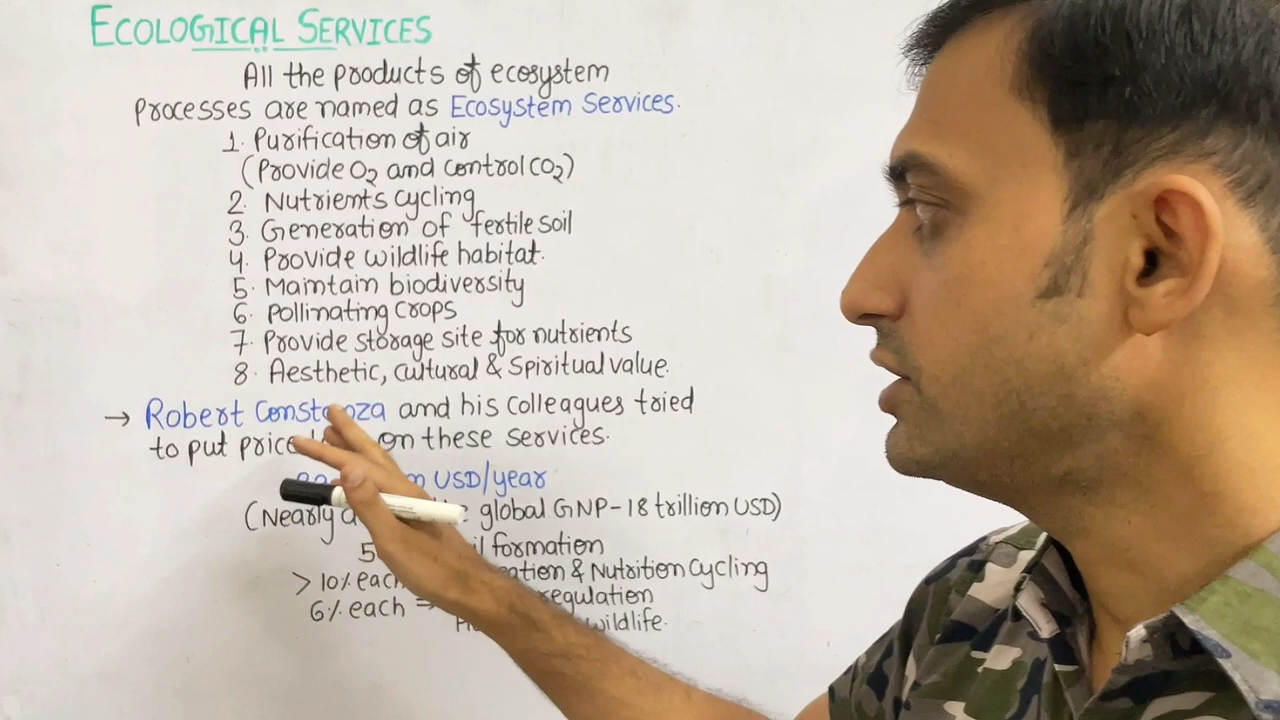 ECOLOGICAL SERVICES
All the products of ecosystem
processes are named as Ecosystem Services.
1. Purification of air
(Provide O₂ and control CO₂)
2. Nutrients cycling
3. Generation of fertile soil
4. Provide wildlife habitat.
5. Maintain biodiversity
6. Pollinating crops
7. Provide storage site for nutrients
8. Aesthetic, cultural & Spiritual value.
→ Robert Constanza and his colleagues tried
to put price on these services.
USD/year
(Nearly global GNP-18 trillion USD)
formation
> 10% each & Nutrition Cycling
6% each = regulation
wildlife.